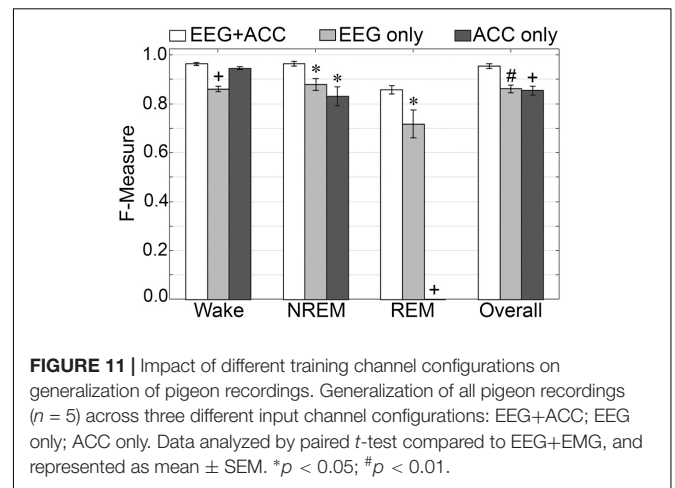 EEG+ACC EEG only ACC only
1.0
0.8
0.6
0.4
0.2
0.0
F-Measure
+ * * * + # +
Wake NREM REM Overall
FIGURE 11 | Impact of different training channel configurations on
generalization of pigeon recordings. Generalization of all pigeon recordings
(n = 5) across three different input channel configurations: EEG+ACC; EEG
only; ACC only. Data analyzed by paired t-test compared to EEG+EMG, and
represented as mean ± SEM. *p < 0.05; #p < 0.01.